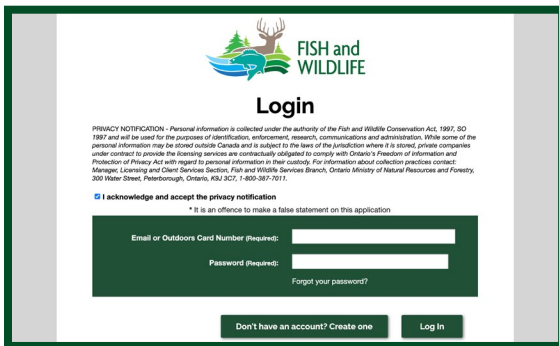 FISH and
WILDLIFE
Login
PRIVACY NOTIFICATION - Personal information is collected under the authority of the Fish and Wildlife Conservation Act, 1997, SO
1997 and will be used for the purposes of identification, enforcement, research, communications and administration. While some of the
personal information may be stored outside Canada and is subject to the laws of the jurisdiction where it is stored, private companies
under contract to provide the licensing services are contractually obligated to comply with Ontario's Freedom of Information and
Protection of Privacy Act with regard to personal information in their custody. For information about collection practices contact:
Manager, Licensing and Client Services Section, Fish and Wildlife Services Branch, Ontario Ministry of Natural Resources and Forestry,
300 Water Street, Peterborough, Ontario, K9J 3C7, 1-800-387-7011.
I acknowledge and accept the privacy notification
* It is an offence to make a false statement on this application
Email or Outdoors Card Number (Required):
Password (Required):
Forgot your password?
Don't have an account? Create one
Log In